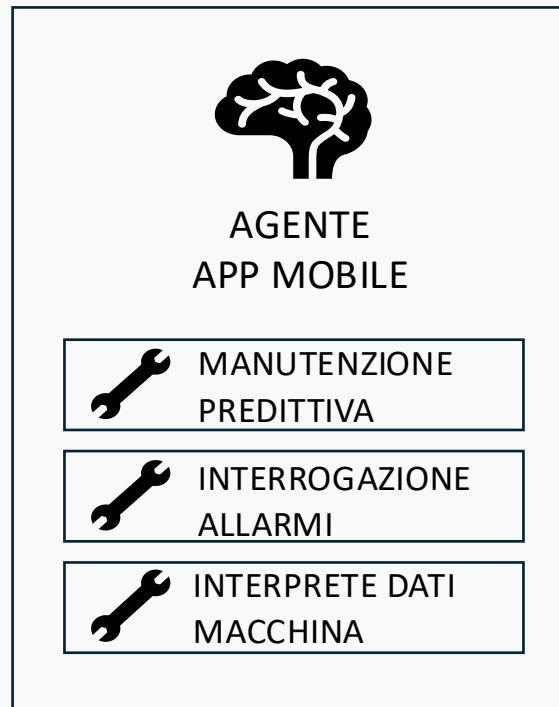 AGENTE
APP MOBILE
MANUTENZIONE
PREDITTIVA
INTERROGAZIONE
ALLARMI
INTERPRETE DATI
MACCHINA